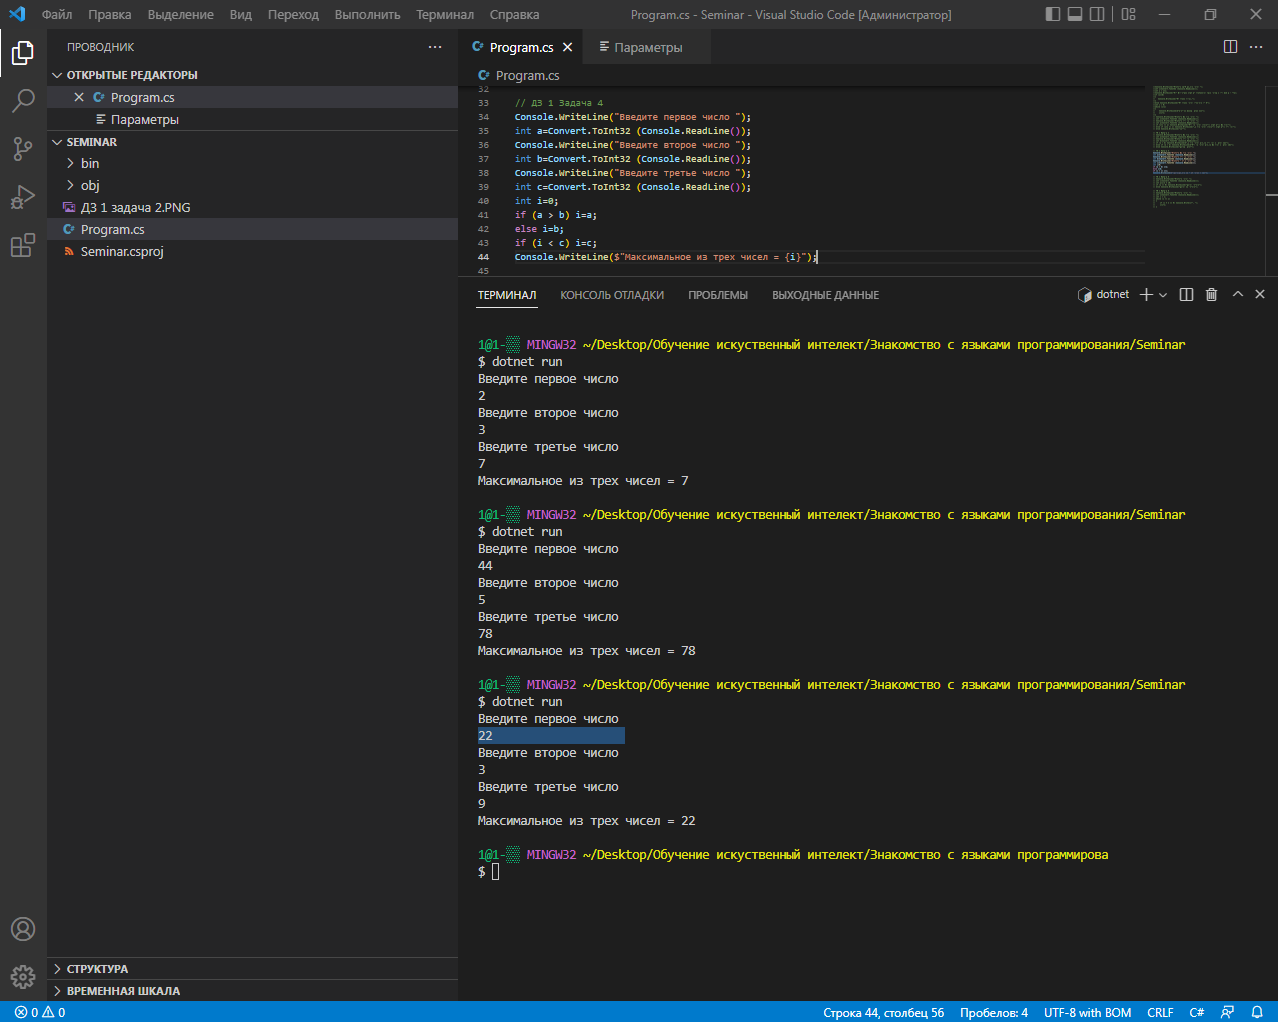 Файл Правка Выделение Вид Переход Выполнить Терминал Справка Program.cs - Seminar - Visual Studio Code [Администратор]
ПРОВОДНИК
ОТКРЫТЫЕ РЕДАКТОРЫ
Program.cs
Параметры
SEMINAR
bin
obj
ДЗ 1 задача 2.PNG
Program.cs
Seminar.csproj
СТРУКТУРА
ВРЕМЕННАЯ ШКАЛА
Program.cs Параметры
Program.cs
32
33 // ДЗ 1 Задача 4
34 Console.WriteLine("Введите первое число ");
35 int a=Convert.ToInt32 (Console.ReadLine());
36 Console.WriteLine("Введите второе число ");
37 int b=Convert.ToInt32 (Console.ReadLine());
38 Console.WriteLine("Введите третье число ");
39 int c=Convert.ToInt32 (Console.ReadLine());
40 int i=0;
41 if (a > b) i=a;
42 else i=b;
43 if (i < c) i=c;
44 Console.WriteLine($"Максимальное из трех чисел = {i}");
45
ТЕРМИНАЛ КОНСОЛЬ ОТЛАДКИ ПРОБЛЕМЫ ВЫХОДНЫЕ ДАННЫЕ dotnet
1@1-▒▒ MINGW32 ~/Desktop/Обучение искуственный интелект/Знакомство с языками программирования/Seminar
$ dotnet run
Введите первое число
2
Введите второе число
3
Введите третье число
7
Максимальное из трех чисел = 7
1@1-▒▒ MINGW32 ~/Desktop/Обучение искуственный интелект/Знакомство с языками программирования/Seminar
$ dotnet run
Введите первое число
44
Введите второе число
5
Введите третье число
78
Максимальное из трех чисел = 78
1@1-▒▒ MINGW32 ~/Desktop/Обучение искуственный интелект/Знакомство с языками программирования/Seminar
$ dotnet run
Введите первое число
22
Введите второе число
3
Введите третье число
9
Максимальное из трех чисел = 22
1@1-▒▒ MINGW32 ~/Desktop/Обучение искуственный интелект/Знакомство с языками программирова
$
0 0 Строка 44, столбец 56 Пробелов: 4 UTF-8 with BOM CRLF C#